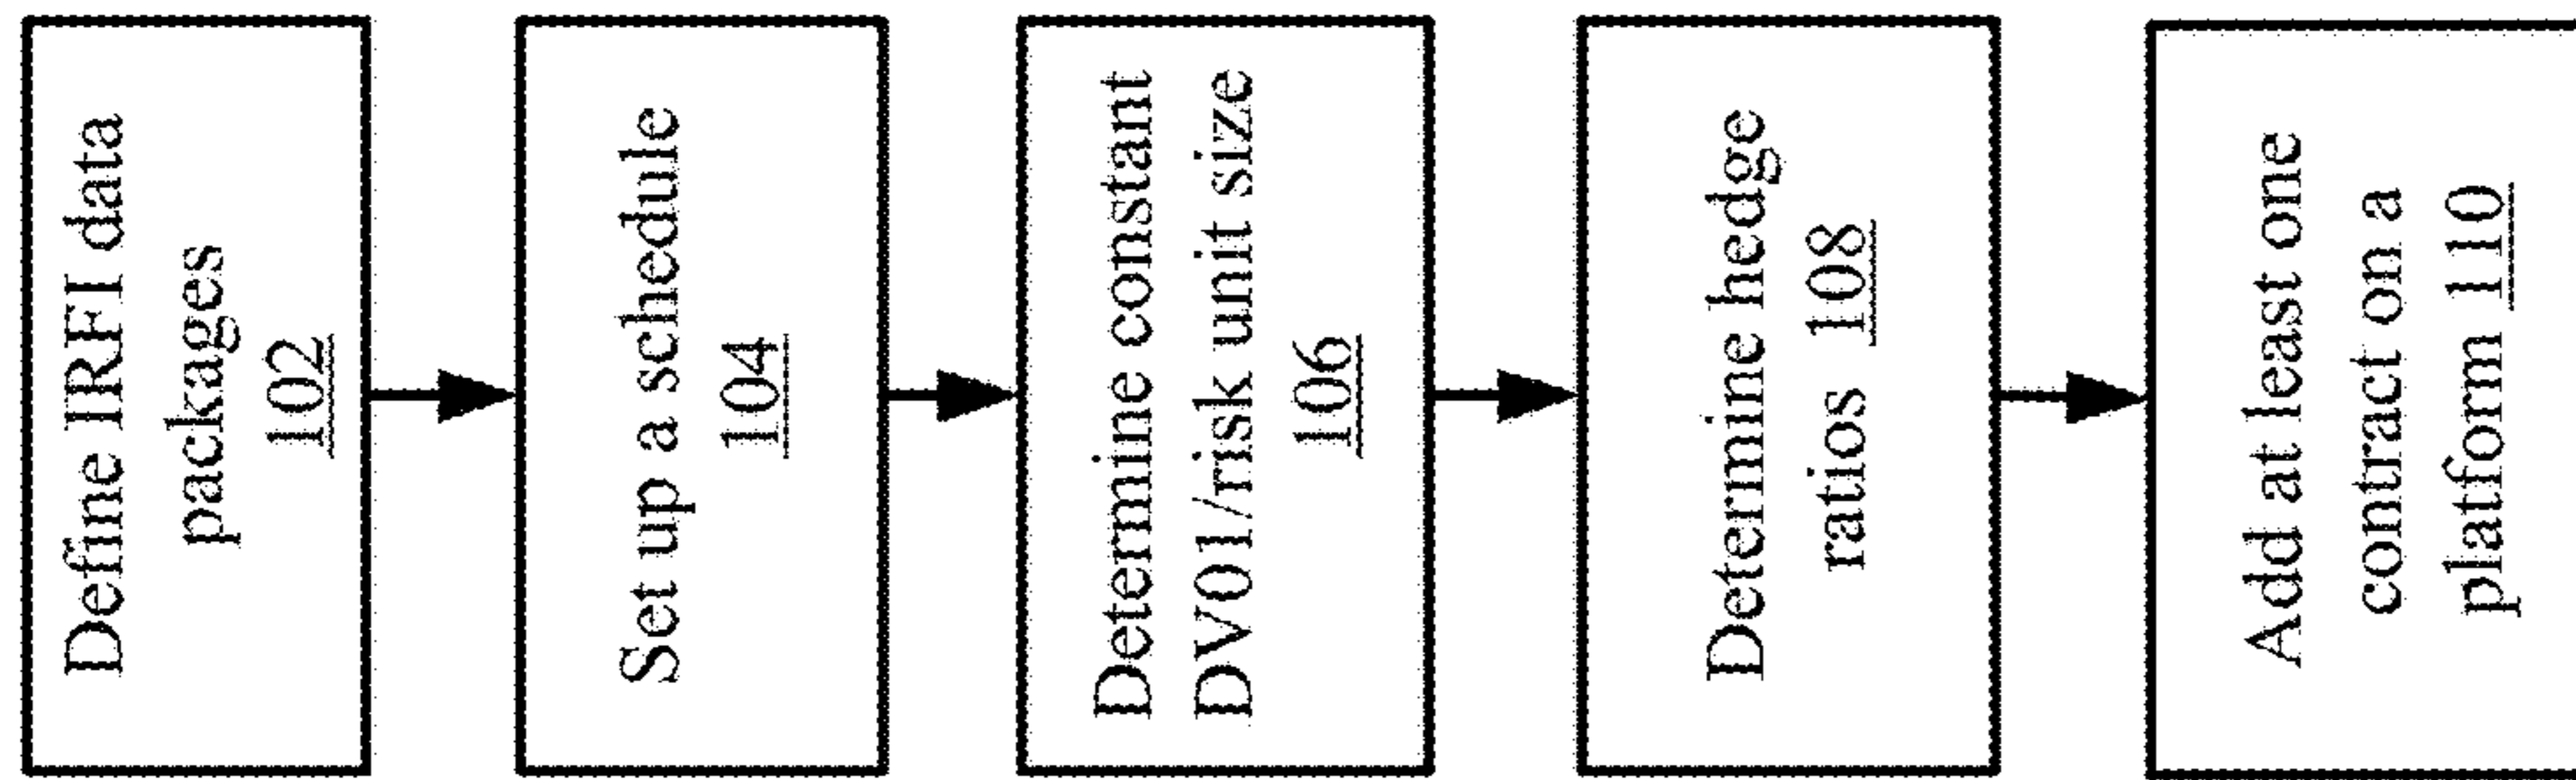 Define IRFI data
packages
102
Set up a schedule
104
Determine constant
DV01/risk unit size
106
Determine hedge
ratios 108
Add at least one
contract on a
platform 110